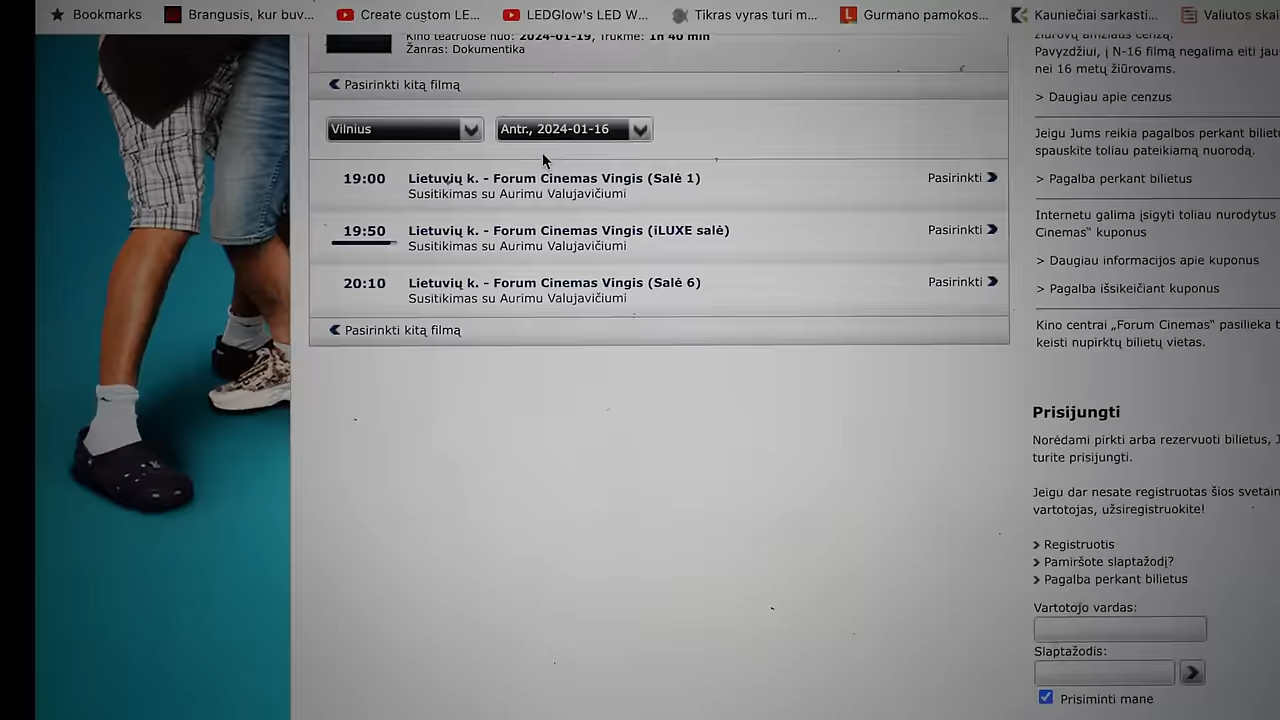 Bookmarks
Brangusis, kur buv...
Create custom LE...
LEDGlow's LED W...
Tikras vyras turi m...
Gurmano pamokos...
Kauniečiai sarkasti...
Valiutos skai
Kino teatruose nuo: 2024-01-19, Trukmė: 1h 40 min
Žanras: Dokumentika
Pasirinkti kitą filmą
Vilnius
Antr., 2024-01-16
19:00 Lietuvių k. - Forum Cinemas Vingis (Salė 1) Pasirinkti
Susitikimas su Aurimu Valujavičiumi
19:50 Lietuvių k. - Forum Cinemas Vingis (iLUXE salė) Pasirinkti
Susitikimas su Aurimu Valujavičiumi
20:10 Lietuvių k. - Forum Cinemas Vingis (Salė 6) Pasirinkti
Susitikimas su Aurimu Valujavičiumi
Pasirinkti kitą filmą
žiūrovų amžiaus cenzą.
Pavyzdžiui, į N-16 filmą negalima eiti jau
nei 16 metų žiūrovams.
> Daugiau apie cenzus
Jeigu Jums reikia pagalbos perkant biliet
spauskite toliau pateikiamą nuorodą.
> Pagalba perkant bilietus
Internetu galima įsigyti toliau nurodytus
Cinemas“ kuponus
> Daugiau informacijos apie kuponus
> Pagalba išsikeičiant kuponus
Kino centrai „Forum Cinemas“ pasilieka t
keisti nupirktų bilietų vietas.
Prisijungti
Norėdami pirkti arba rezervuoti bilietus, J
turite prisijungti.
Jeigu dar nesate registruotas šios svetain
vartotojas, užsiregistruokite!
Registruotis
Pamiršote slaptažodį?
Pagalba perkant bilietus
Vartotojo vardas:
Slaptažodis:
Prisiminti mane